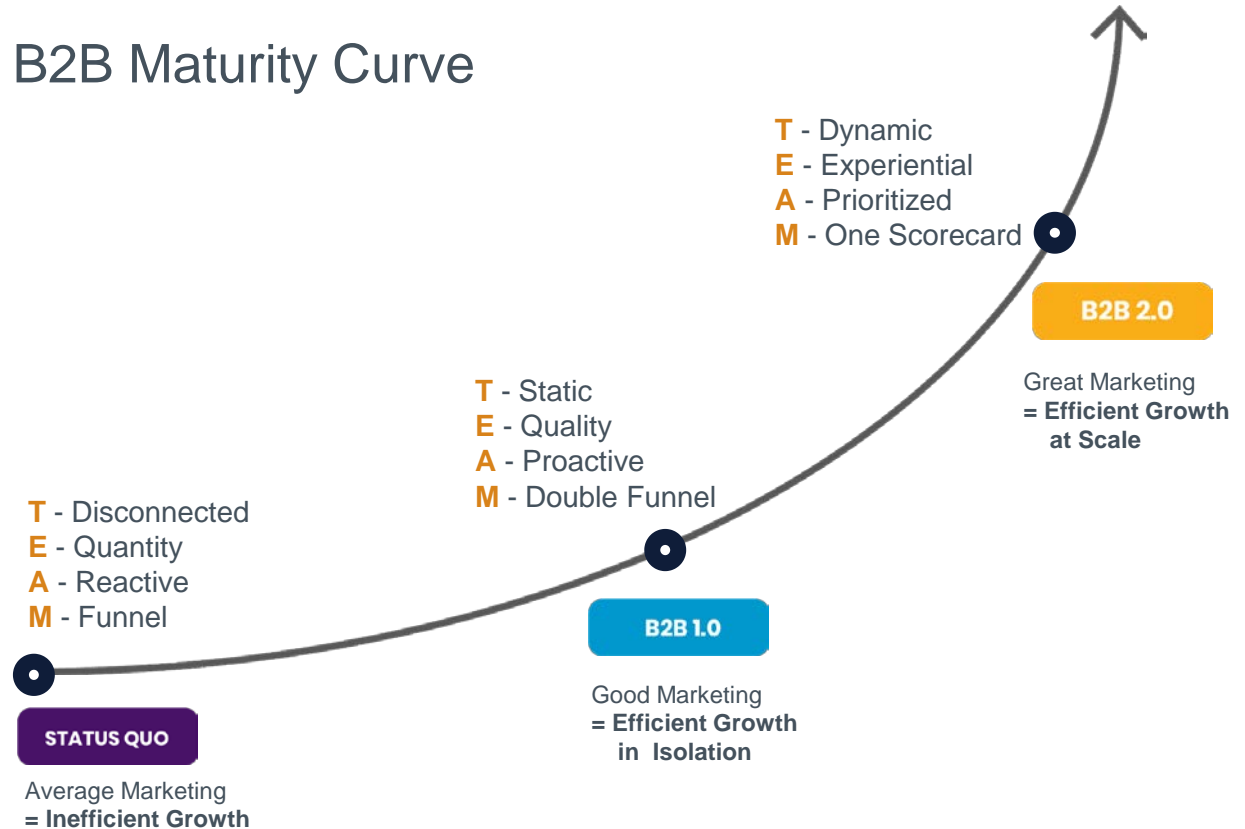 B2B Maturity Curve
T - Dynamic
E - Experiential
A - Prioritized
M - One Scorecard
B2B 2.0
Great Marketing
= Efficient Growth
at Scale
T - Static
E - Quality
A - Proactive
M - Double Funnel
B2B 1.0
Good Marketing
= Efficient Growth
in Isolation
T - Disconnected
E - Quantity
A - Reactive
M - Funnel
STATUS QUO
Average Marketing
= Inefficient Growth